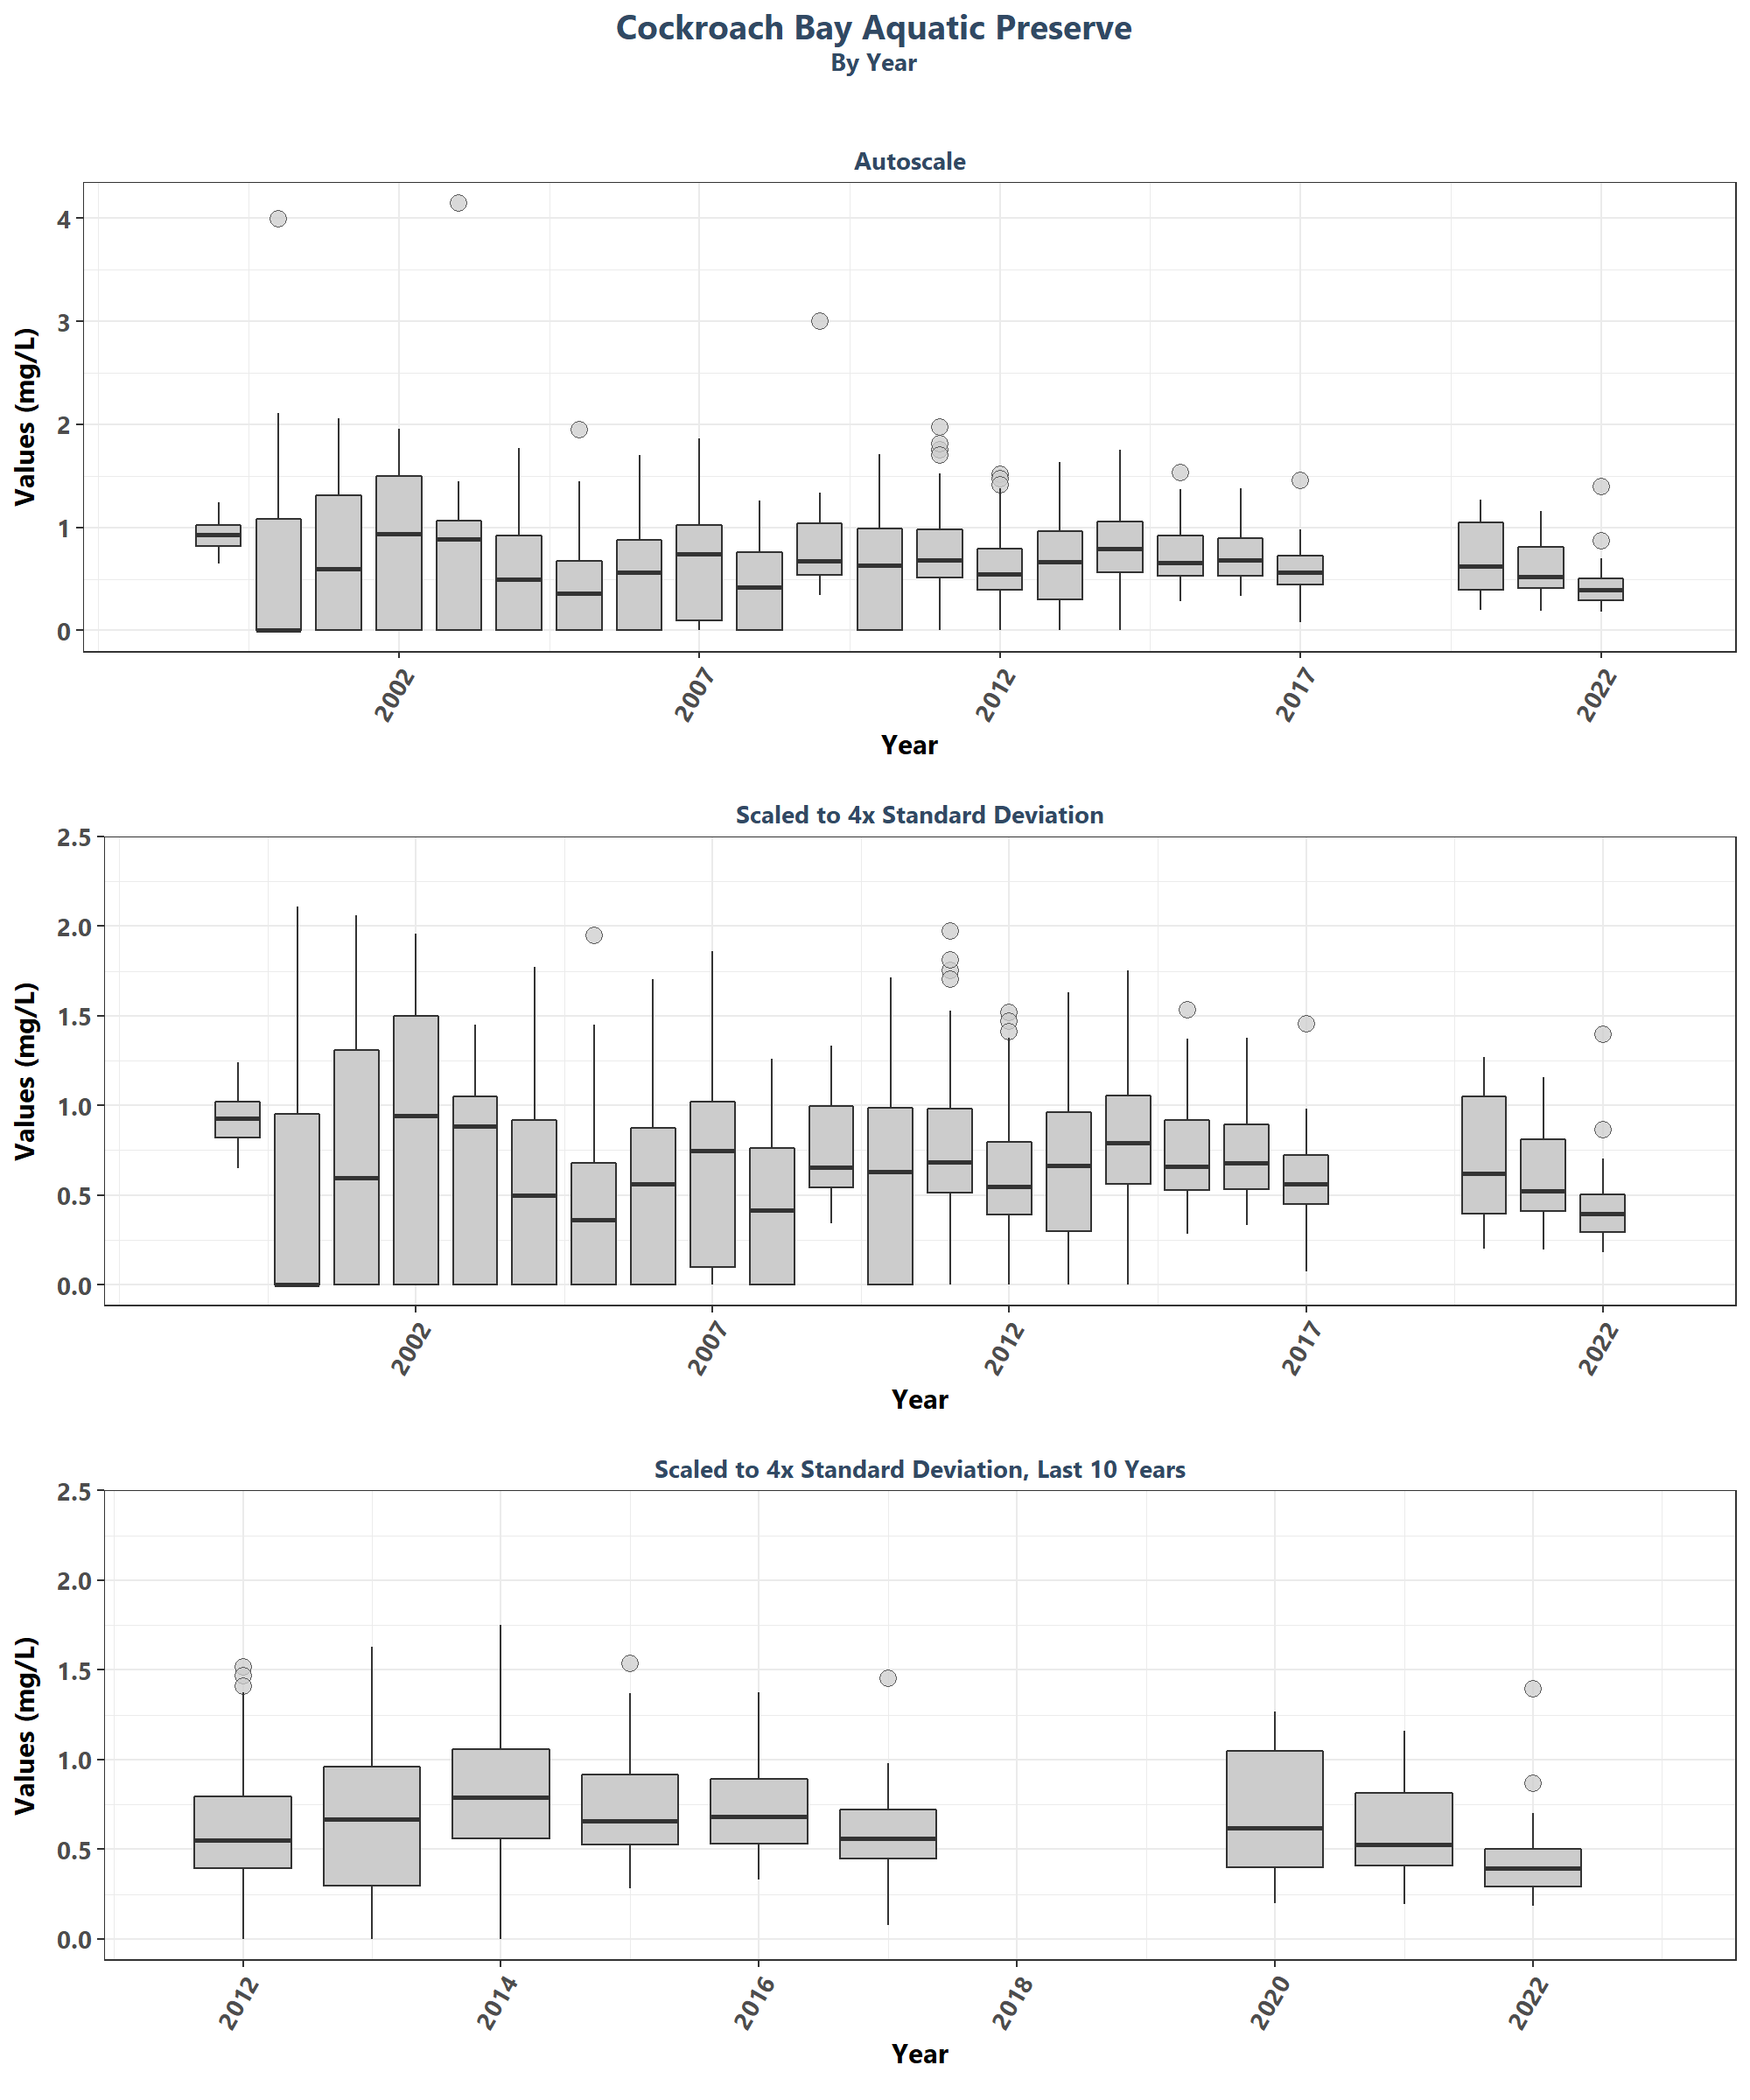 Cockroach Bay Aquatic Preserve
By Year
Autoscale
4
3
2
1
0
Values (mg/L)
2002 2007 2012 2017 2022
Year
Scaled to 4x Standard Deviation
2.5
2.0
1.5
1.0
0.5
0.0
Values (mg/L)
2002 2007 2012 2017 2022
Year
Scaled to 4x Standard Deviation, Last 10 Years
2.5
2.0
1.5
1.0
0.5
0.0
Values (mg/L)
2012 2014 2016 2018 2020 2022
Year